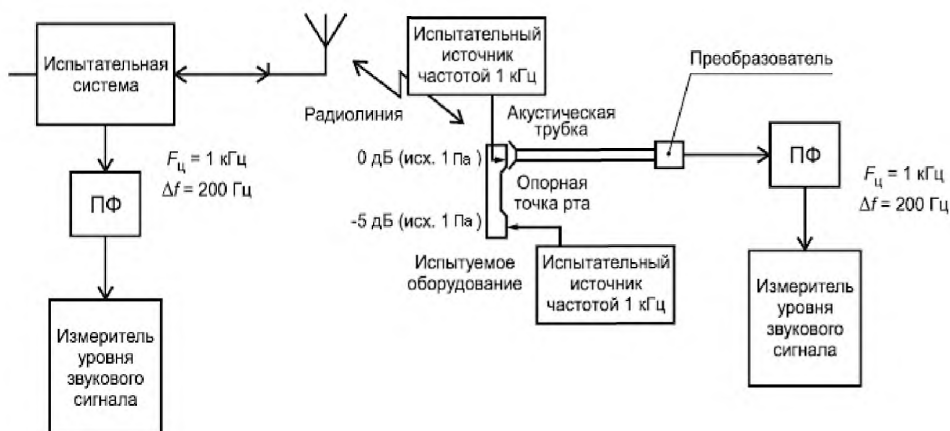 Испытательная
система
ПФ
Fц = 1 кГц
Δf = 200 Гц
Измеритель
уровня
звукового
сигнала
Радиолиния
Испытательный
источник
частотой 1 кГц
Акустическая
трубка
0 дБ (исх. 1 Па )
Опорная
точка рта
-5 дБ (исх. 1 Па )
Испытуемое
оборудование
Испытательный
источник
частотой 1 кГц
Преобразователь
ПФ
Fц = 1 кГц
Δf = 200 Гц
Измеритель
уровня
звукового
сигнала